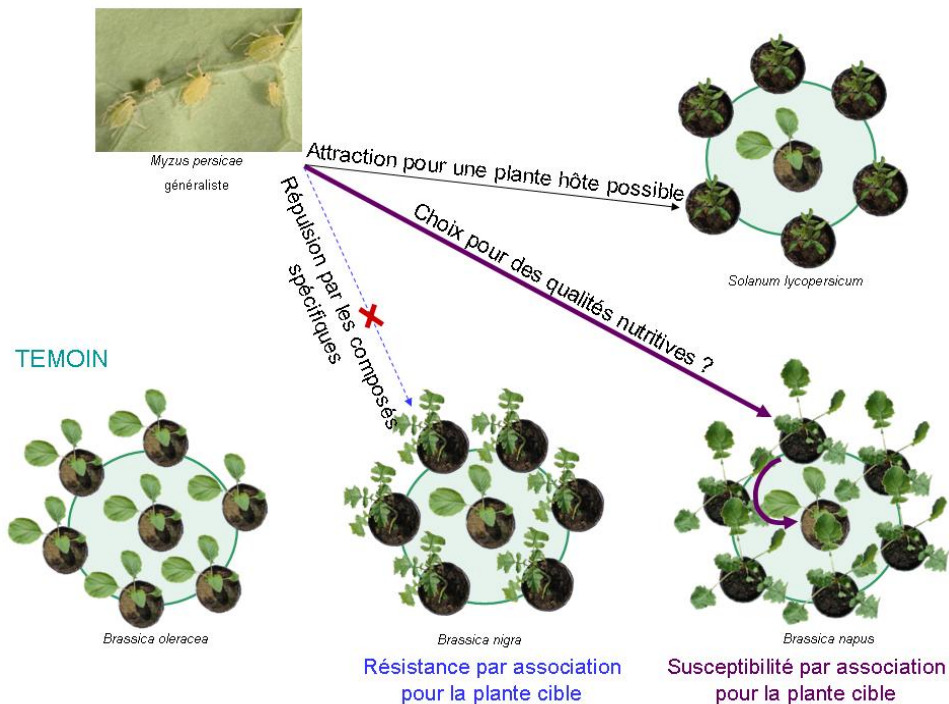 Myzus persicae
généraliste
Attraction pour une plante hôte possible
Choix pour des qualités nutritives ?
Répulsion par les composés
spécifiques
Solanum lycopersicum
TEMOIN
Brassica oleracea
Brassica nigra
Brassica napus
Résistance par association
pour la plante cible
Susceptibilité par association
pour la plante cible